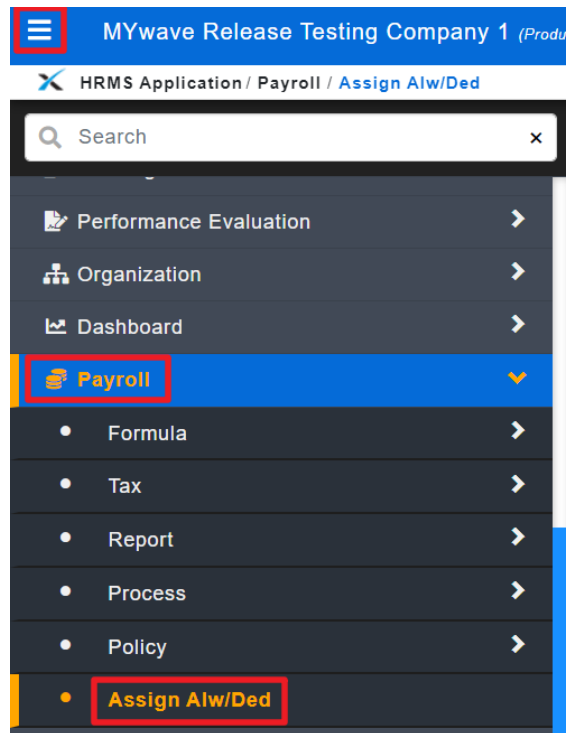 MYwave Release Testing Company 1 (Produ
HRMS Application / Payroll / Assign Alw/Ded
Search ×
Performance Evaluation
Organization
Dashboard
Payroll
Formula
Tax
Report
Process
Policy
Assign Alw/Ded